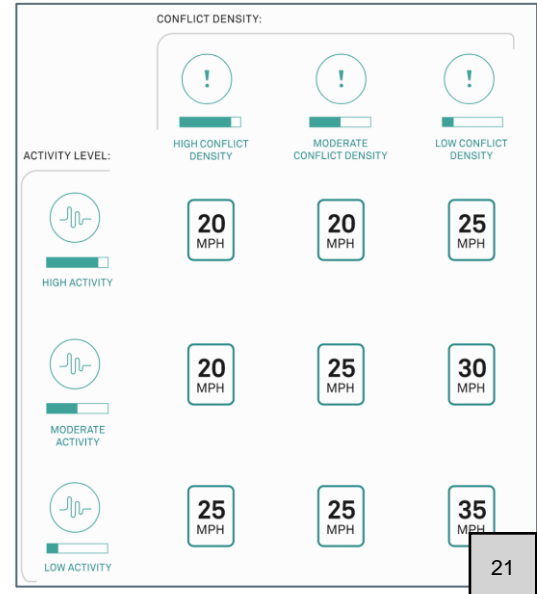 CONFLICT DENSITY:
!
!
!
HIGH CONFLICT
DENSITY
MODERATE
CONFLICT DENSITY
LOW CONFLICT
DENSITY
ACTIVITY LEVEL:
HIGH ACTIVITY
20
MPH
20
MPH
25
MPH
MODERATE
ACTIVITY
20
MPH
25
MPH
30
MPH
LOW ACTIVITY
25
MPH
25
MPH
35
MPH
21